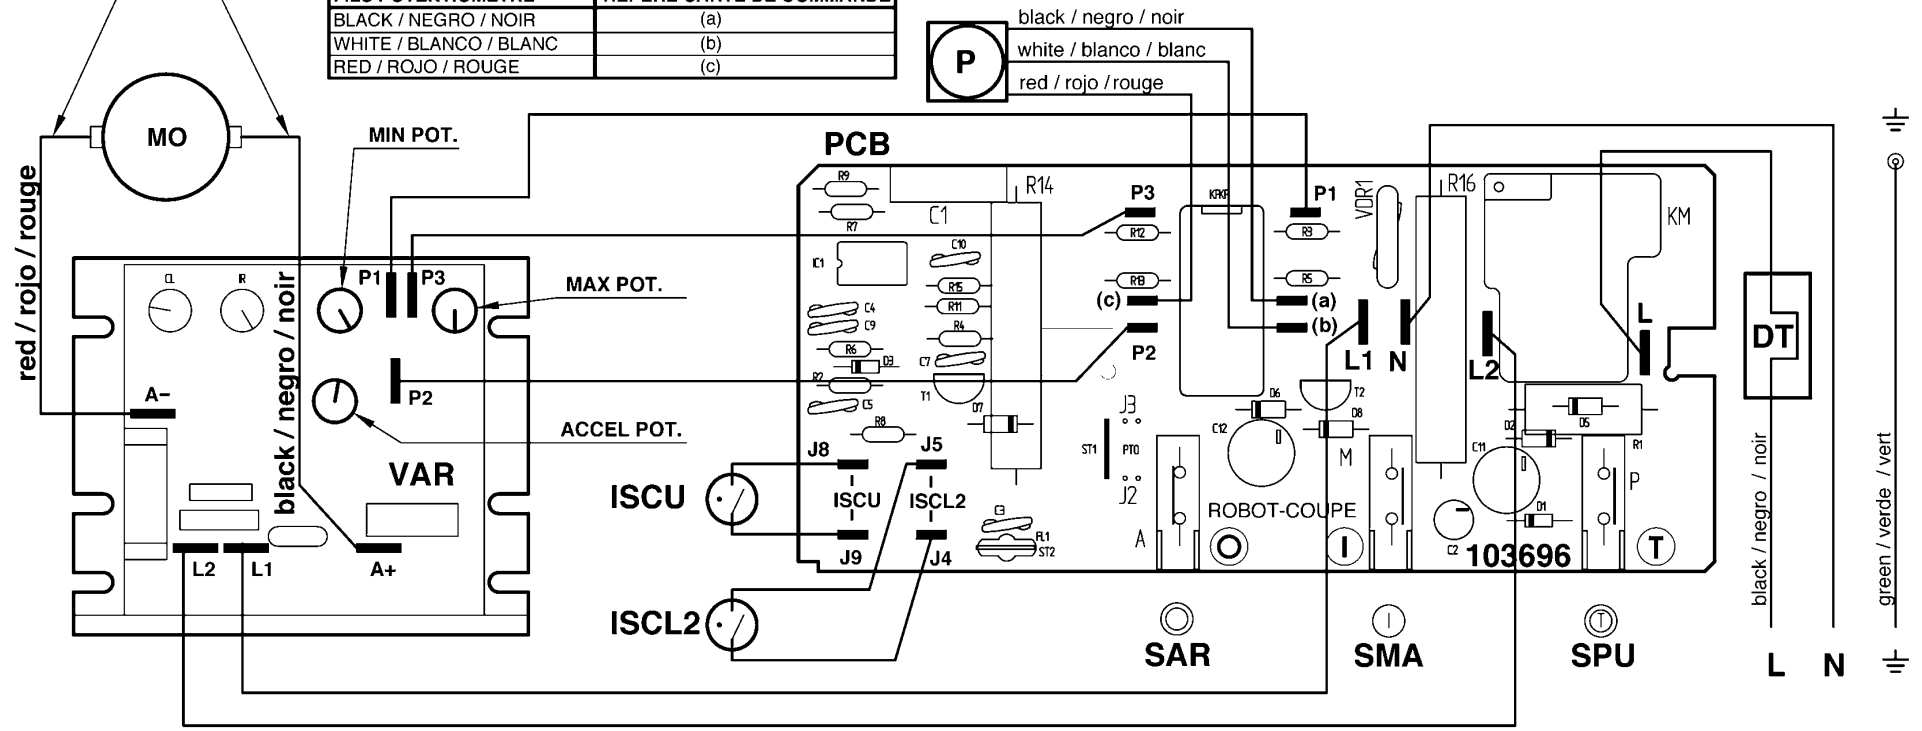 BLACK / NEGRO / NOIR (a)
WHITE / BLANCO / BLANC (b)
RED / ROJO / ROUGE (c)
black / negro / noir
white / blanco / blanc
red / rojo / rouge
P
MO
MIN POT.
PCB
red / rojo / rouge
black / negro / noir
CL
IR
P1
P3
MAX POT.
A-
P2
ACCEL POT.
VAR
L2
L1
A+
R9
R7
C1
R14
IC1
C10
R15
R11
R4
C4
C9
R6
D3
C7
R2
T1
C5
R8
D7
P3
R12
R13
(c)
P2
P1
R3
R5
(a)
(b)
VDR1
R16
KM
L1
N
L2
L
DT
J3
ST1
PT0
J2
D6
T2
D8
C12
M
D5
D2
R1
C11
P
J8
J5
ISCU
ISCU
ISCL2
J9
J4
C3
ST2
A
ROBOT-COUPE
O
I
C2
D1
103696
T
ISCL2
I
T
SAR
SMA
SPU
black / negro / noir
green / verde / vert
L
N